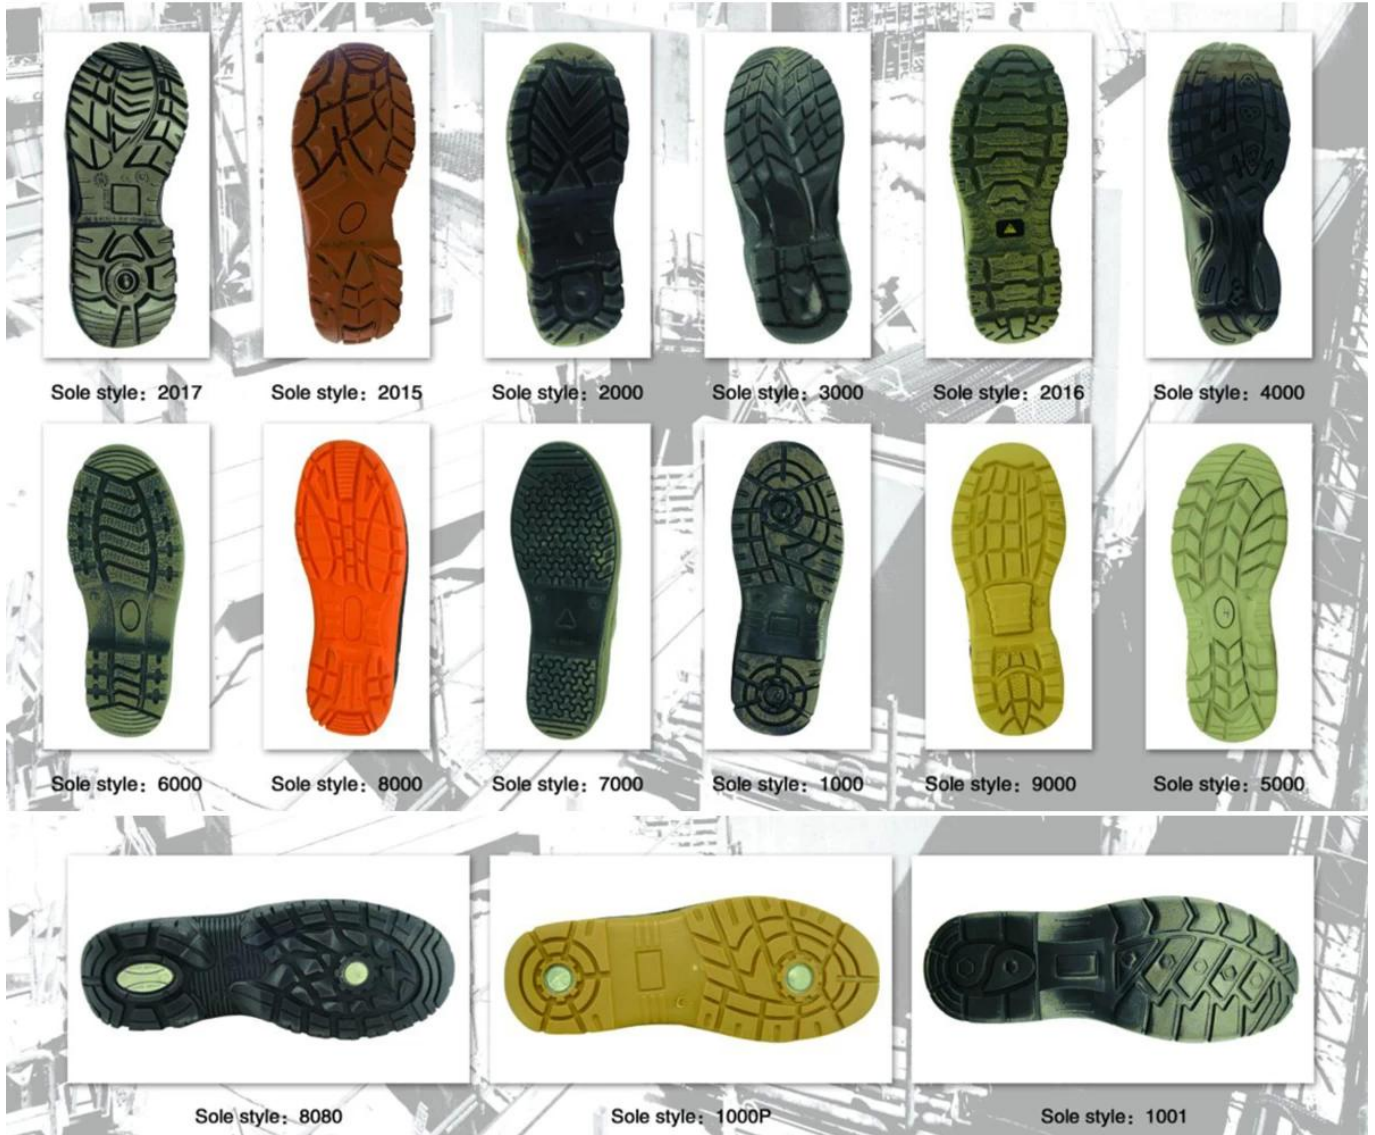 Sole style：2017
Sole style：2015
Sole style：2000
Sole style：3000
Sole style：2016
Sole style：4000
Sole style：6000
Sole style：8000
Sole style：7000
Sole style：1000
Sole style：9000
Sole style：5000
Sole style：8080
Sole style：1000P
Sole style：1001